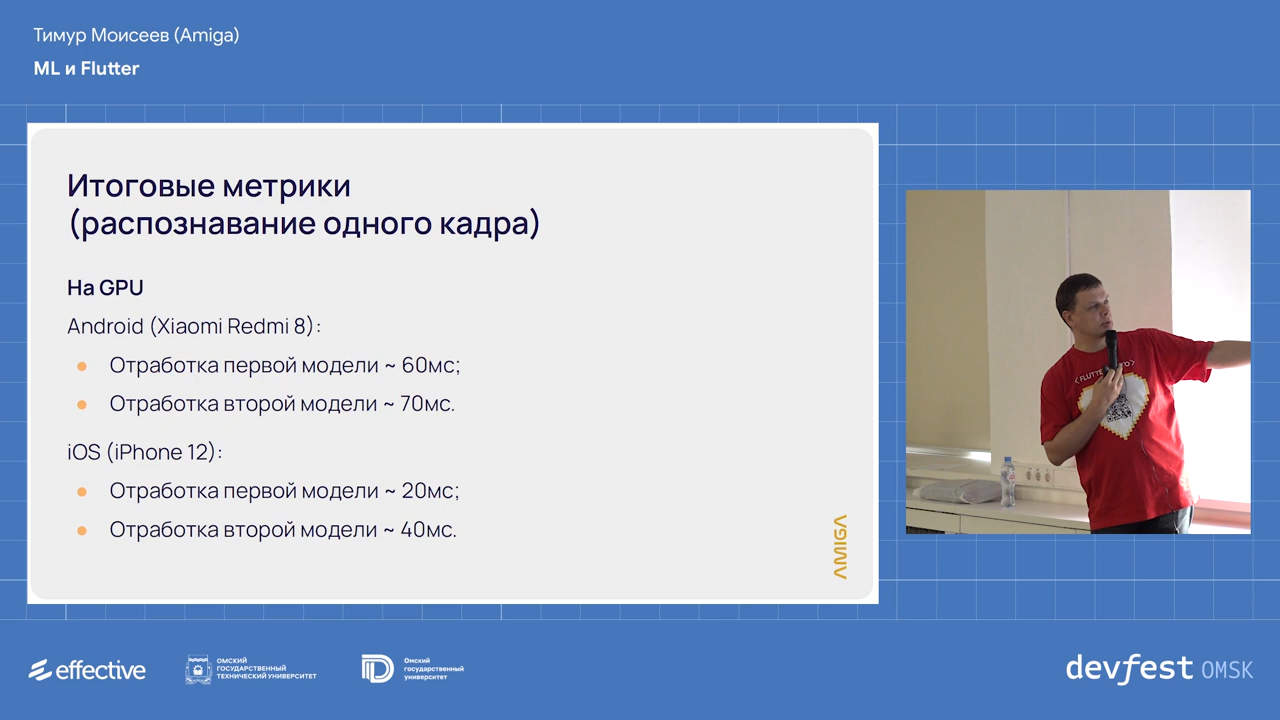 Тимур Моисеев (Amiga)
ML и Flutter
Итоговые метрики
(распознавание одного кадра)
На GPU
Android (Xiaomi Redmi 8):
Отработка первой модели ~ 60мс;
Отработка второй модели ~ 70мс.
iOS (iPhone 12):
Отработка первой модели ~ 20мс;
Отработка второй модели ~ 40мс.
AMIGA
effective
ОМСКИЙ
ГОСУДАРСТВЕННЫЙ
ТЕХНИЧЕСКИЙ УНИВЕРСИТЕТ
Омский
государственный
университет
devfest OMSK